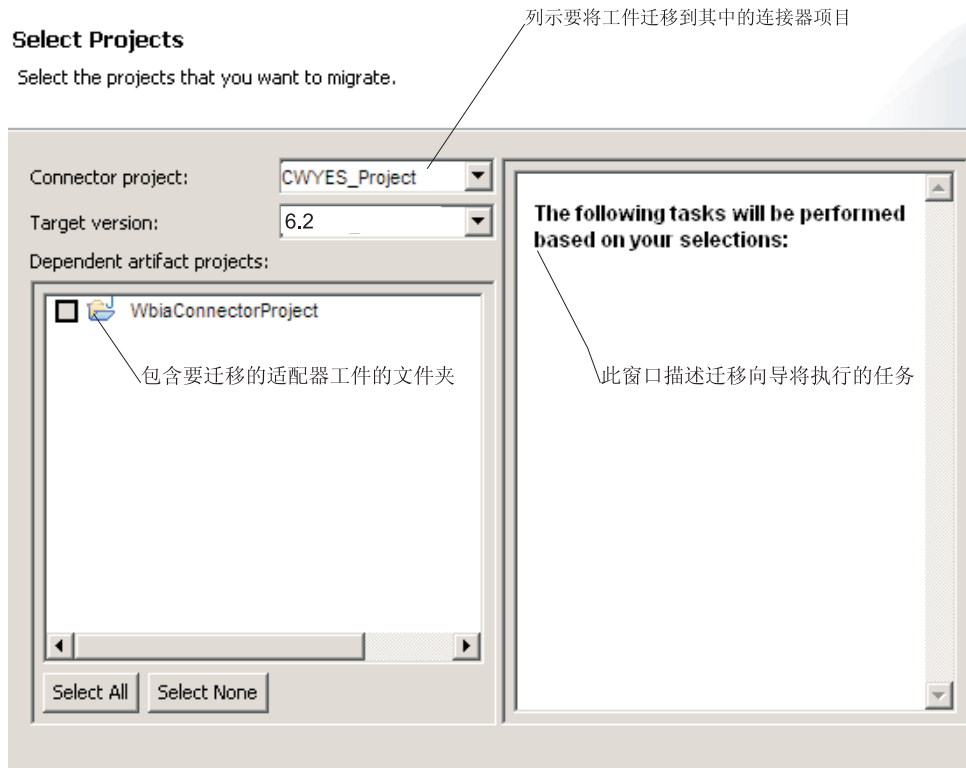 列示要将工件迁移到其中的连接器项目
Select Projects
Select the projects that you want to migrate.
Connector project:
CWYES_Project
Target version:
6.2
Dependent artifact projects:
WbiaConnectorProject
包含要迁移的适配器工件的文件夹
Select All
Select None
The following tasks will be performed
based on your selections:
此窗口描述迁移向导将执行的任务